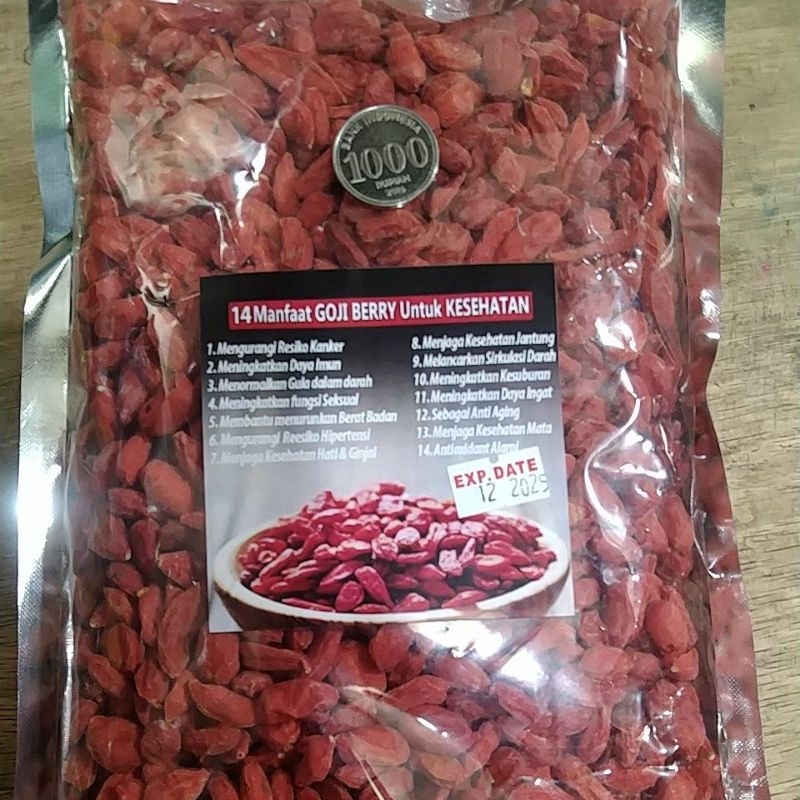 BANK INDONESIA
1000
RUPIAH
2016
14 Manfaat GOJI BERRY Untuk KESEHATAN
1. Mengurangi Resiko Kanker
2. Meningkatkan Daya Imun
3. Menormalkan Gula dalam darah
4. Meningkatkan fungsi Seksual
5. Membantu menurunkan Berat Badan
6. Mengurangi Reesiko Hipertensi
7. Menjaga Kesehatan Hati & Ginjal
8. Menjaga Kesehatan Jantung
9. Melancarkan Sirkulasi Darah
10. Meningkatkan Kesuburan
11. Meningkatkan Daya Ingat
12. Sebagai Anti Aging
13. Menjaga Kesehatan Mata
14. Antioxidant Alami
EXP. DATE
12 2025